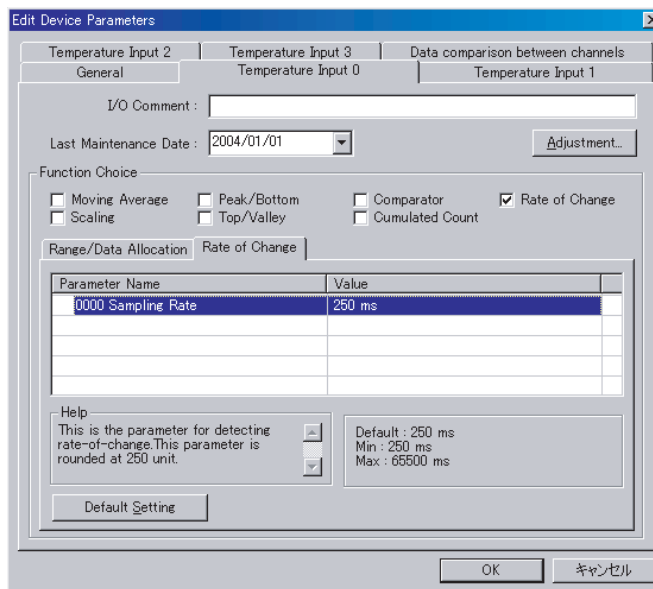 Edit Device Parameters
Temperature Input 2
Temperature Input 3
Data comparison between channels
General
Temperature Input 0
Temperature Input 1
I/O Comment :
Last Maintenance Date :
2004/01/01
Adjustment...
Function Choice
Moving Average
Peak/Bottom
Comparator
Rate of Change
Scaling
Top/Valley
Cumulated Count
Range/Data Allocation
Rate of Change
Parameter Name
Value
0000 Sampling Rate
250 ms
Help
This is the parameter for detecting
rate-of-change.This parameter is
rounded at 250 unit.
Default : 250 ms
Min : 250 ms
Max : 65500 ms
Default Setting
OK
キャンセル